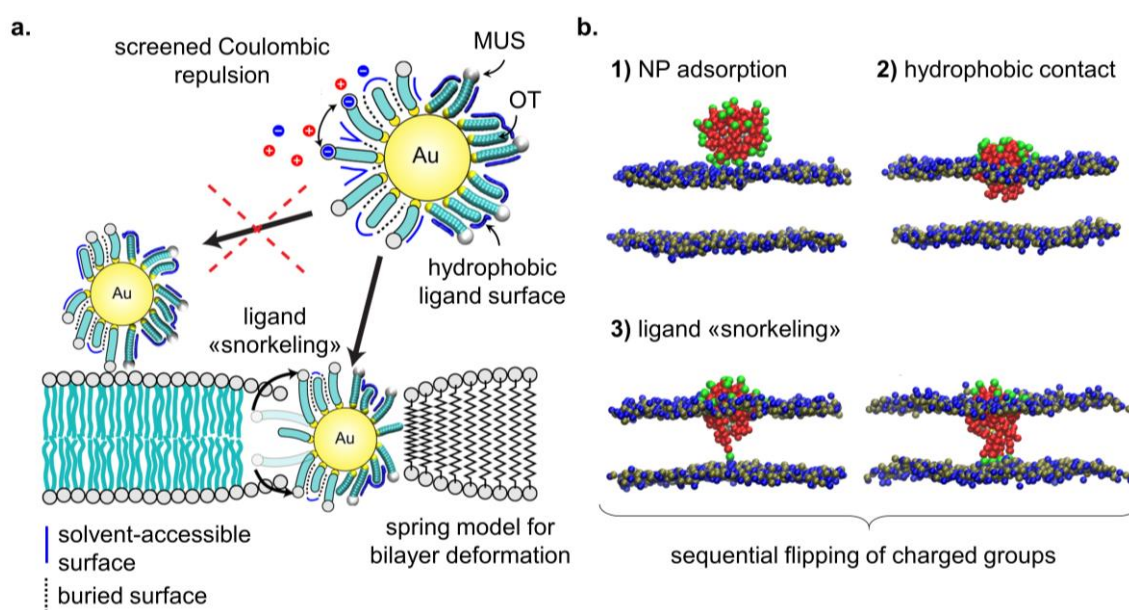 a.
screened Coulombic
repulsion
MUS
OT
Au
hydrophobic
ligand surface
Au
ligand
«snorkeling»
Au
solvent-accessible
surface
buried surface
spring model for
bilayer deformation
b.
1) NP adsorption
2) hydrophobic contact
3) ligand «snorkeling»
sequential flipping of charged groups